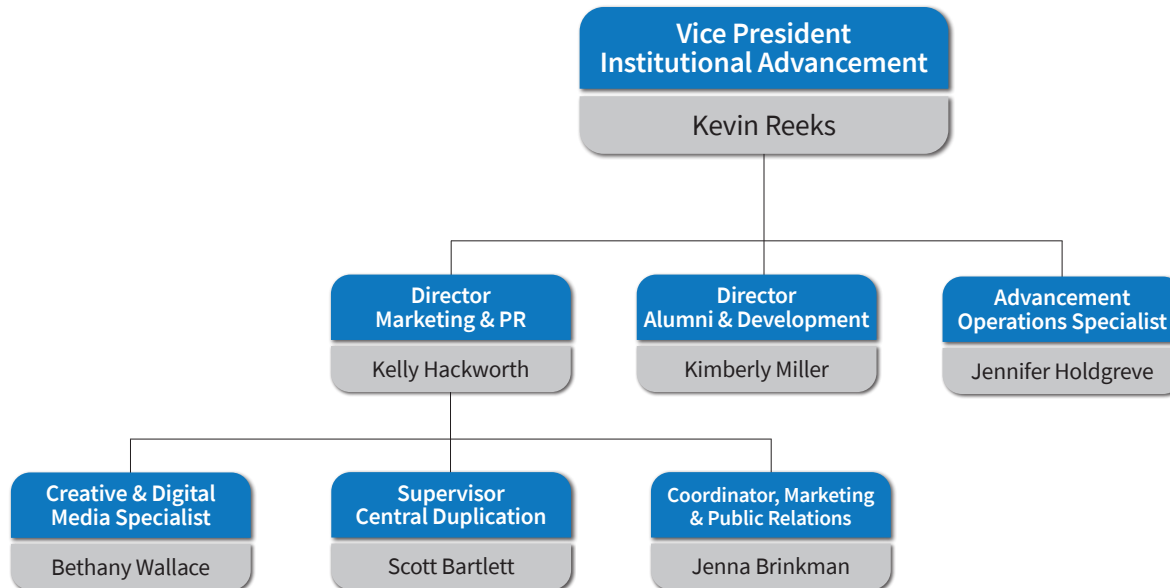 Vice President
Institutional Advancement
Kevin Reeks
Director
Marketing & PR
Kelly Hackworth
Director
Alumni & Development
Kimberly Miller
Advancement
Operations Specialist
Jennifer Holdgreve
Creative & Digital
Media Specialist
Bethany Wallace
Supervisor
Central Duplication
Scott Bartlett
Coordinator, Marketing
& Public Relations
Jenna Brinkman